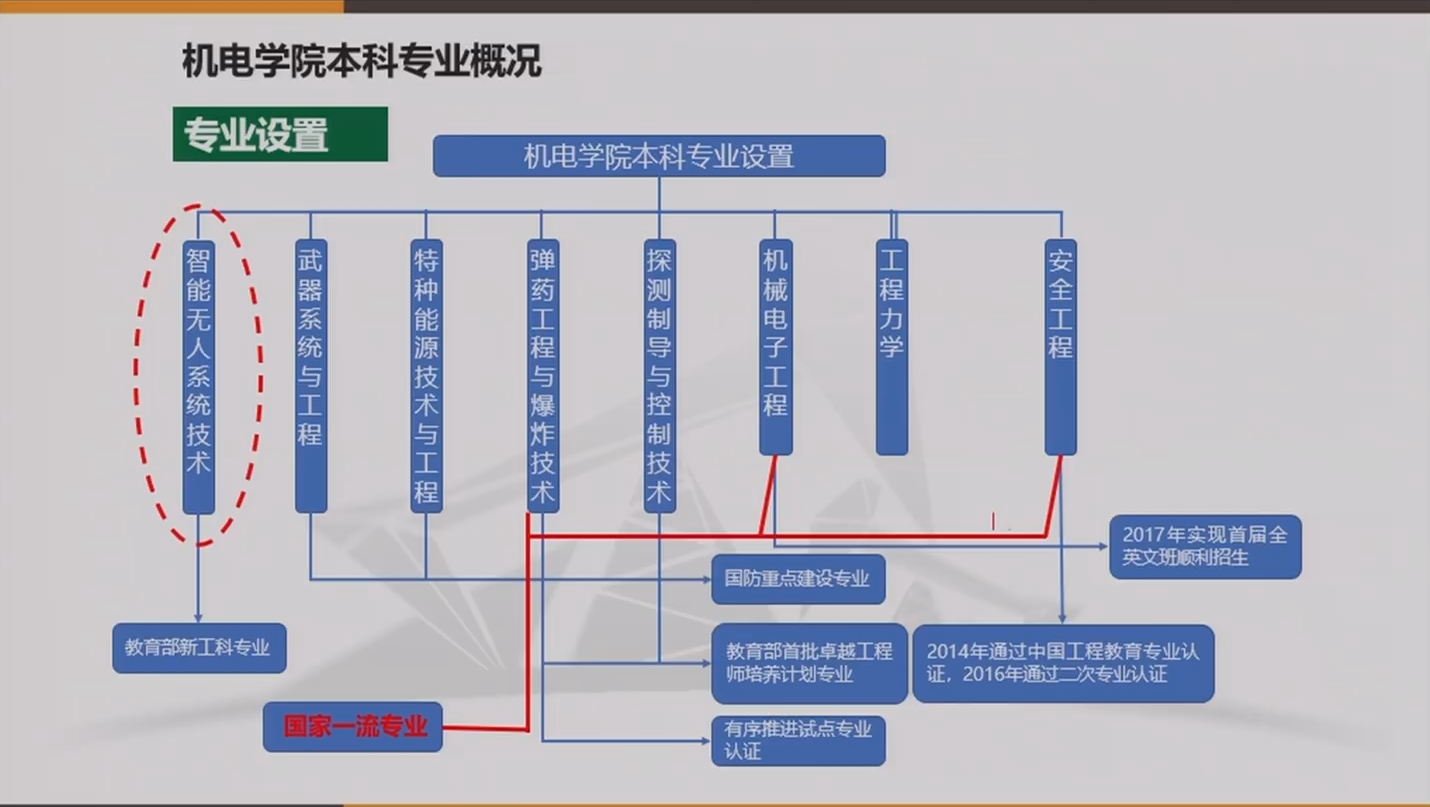 机电学院本科专业概况
专业设置
机电学院本科专业设置
智能无人系统技术
武器系统与工程
特种能源技术与工程
弹药工程与爆炸技术
探测制导与控制技术
机械电子工程
工程力学
安全工程
2017年实现首届全
英文班顺利招生
国防重点建设专业
教育部新工科专业
教育部首批卓越工程
师培养计划专业
2014年通过中国工程教育专业认
证，2016年通过二次专业认证
国家一流专业
有序推进试点专业
认证